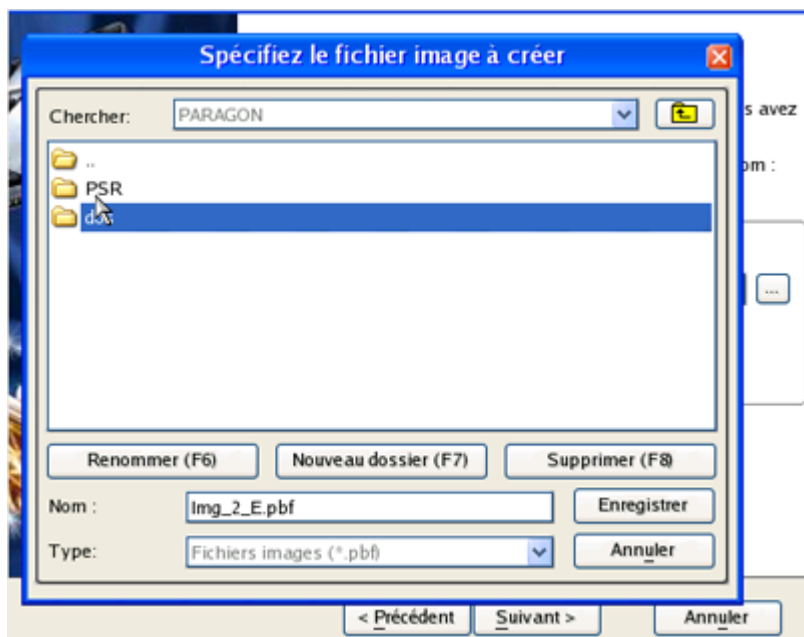 Spécifiez le fichier image à créer
Chercher: PARAGON
s avez
..
om :
PSR
...
Renommer (F6) Nouveau dossier (F7) Supprimer (F8)
Nom : Img_2_E.pbf Enregistrer
Type: Fichiers images (*.pbf) Annuler
< Précédent Suivant > Annuler